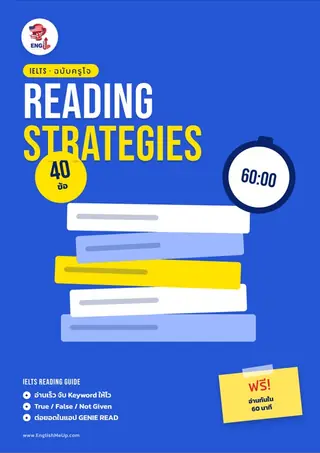 ENG
IELTS · ฉบับครูโจ
READING
STRATEGIES
40
ข้อ
60:00
IELTS READING GUIDE
อ่านเร็ว จับ Keyword ให้ไว
True / False / Not Given
ต่อยอดในแอป GENIE READ
www.EnglishMeUp.com
ฟรี!
อ่านทันใน
60 นาที